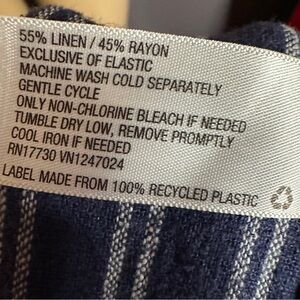 55% LINEN / 45% RAYON
EXCLUSIVE OF ELASTIC
MACHINE WASH COLD SEPARATELY
GENTLE CYCLE
ONLY NON-CHLORINE BLEACH IF NEEDED
TUMBLE DRY LOW, REMOVE PROMPTLY
COOL IRON IF NEEDED
RN17730 VN1247024
LABEL MADE FROM 100% RECYCLED PLASTIC